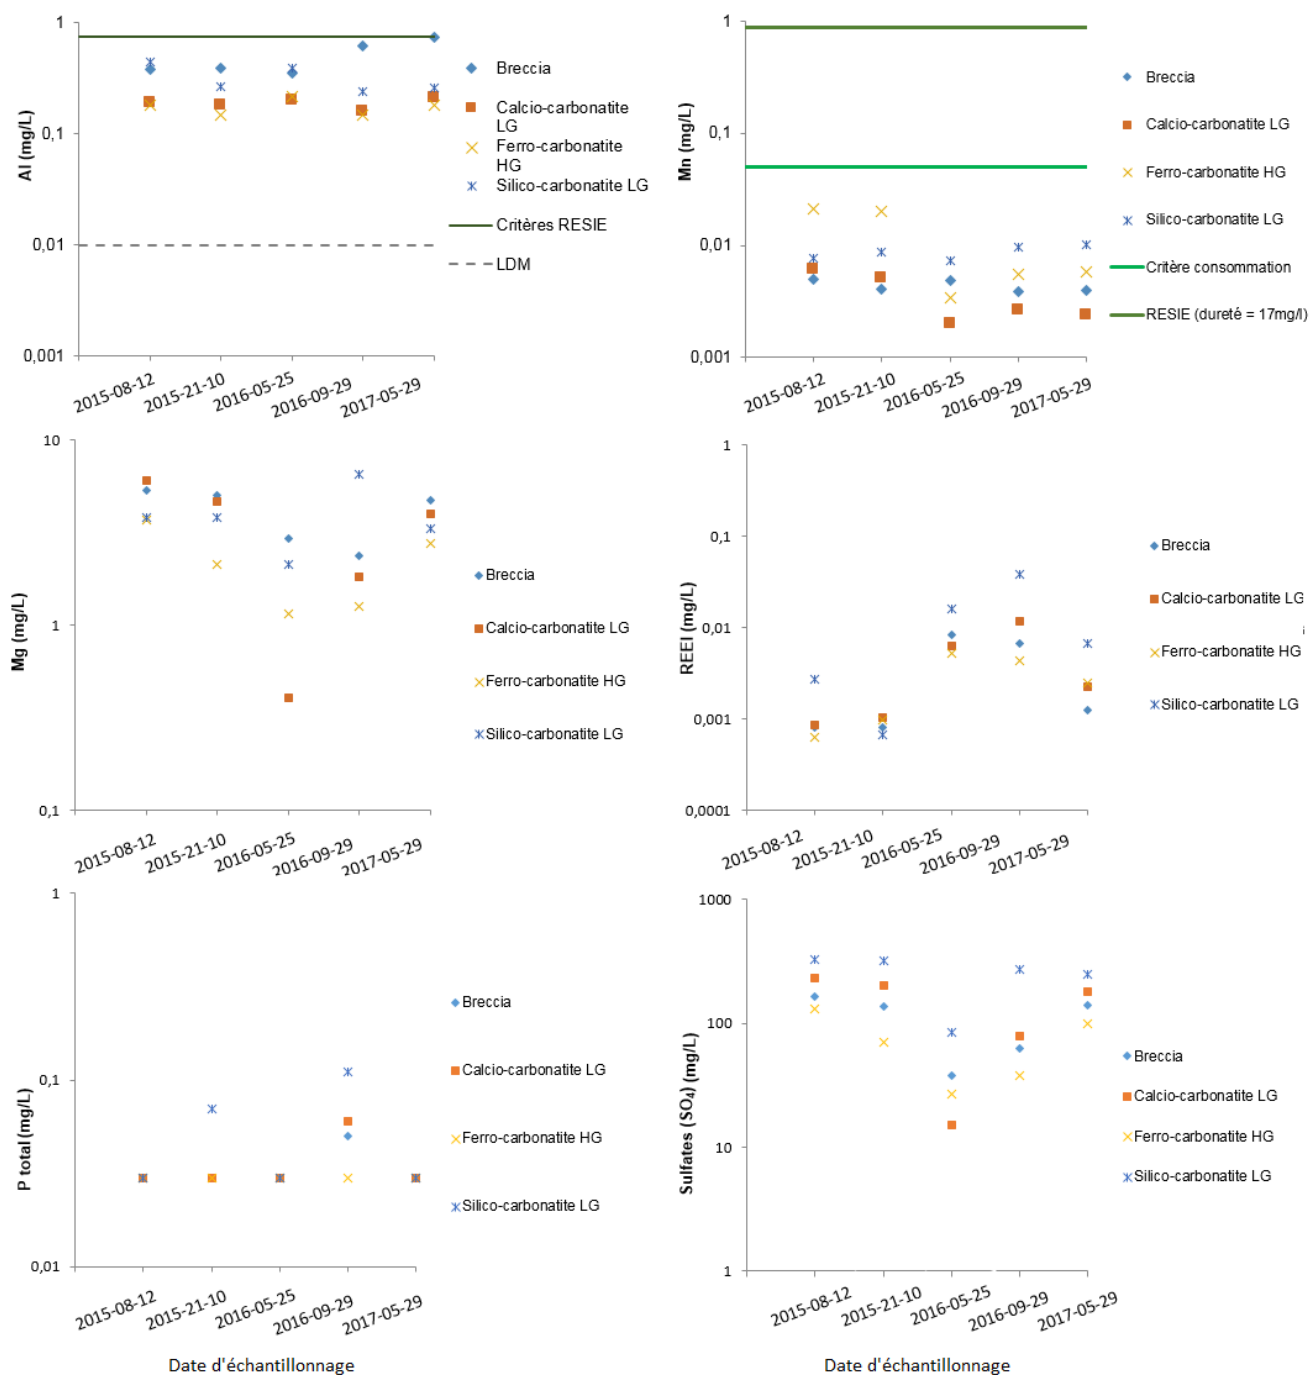 Al (mg/L)
1
0,1
0,01
0,001
2015-08-12
2015-21-10
2016-05-25
2016-09-29
2017-05-29
Breccia
Calcio-carbonatite
LG
Ferro-carbonatite
HG
Silico-carbonatite LG
Critères RESIE
LDM
Mn (mg/L)
1
0,1
0,01
0,001
2015-08-12
2015-21-10
2016-05-25
2016-09-29
2017-05-29
Breccia
Calcio-carbonatite LG
Ferro-carbonatite HG
Silico-carbonatite LG
Critère consommation
RESIE (dureté = 17mg/l)
Mg (mg/L)
10
1
0,1
2015-08-12
2015-21-10
2016-05-25
2016-09-29
2017-05-29
Breccia
Calcio-carbonatite LG
Ferro-carbonatite HG
Silico-carbonatite LG
REEl (mg/L)
1
0,1
0,01
0,001
0,0001
2015-08-12
2015-21-10
2016-05-25
2016-09-29
2017-05-29
Breccia
Calcio-carbonatite LG
Ferro-carbonatite HG
Silico-carbonatite LG
P total (mg/L)
1
0,1
0,01
2015-08-12
2015-21-10
2016-05-25
2016-09-29
2017-05-29
Breccia
Calcio-carbonatite LG
Ferro-carbonatite HG
Silico-carbonatite LG
Date d'échantillonnage
Sulfates (SO4) (mg/L)
1000
100
10
1
2015-08-12
2015-21-10
2016-05-25
2016-09-29
2017-05-29
Breccia
Calcio-carbonatite LG
Ferro-carbonatite HG
Silico-carbonatite LG
Date d'échantillonnage